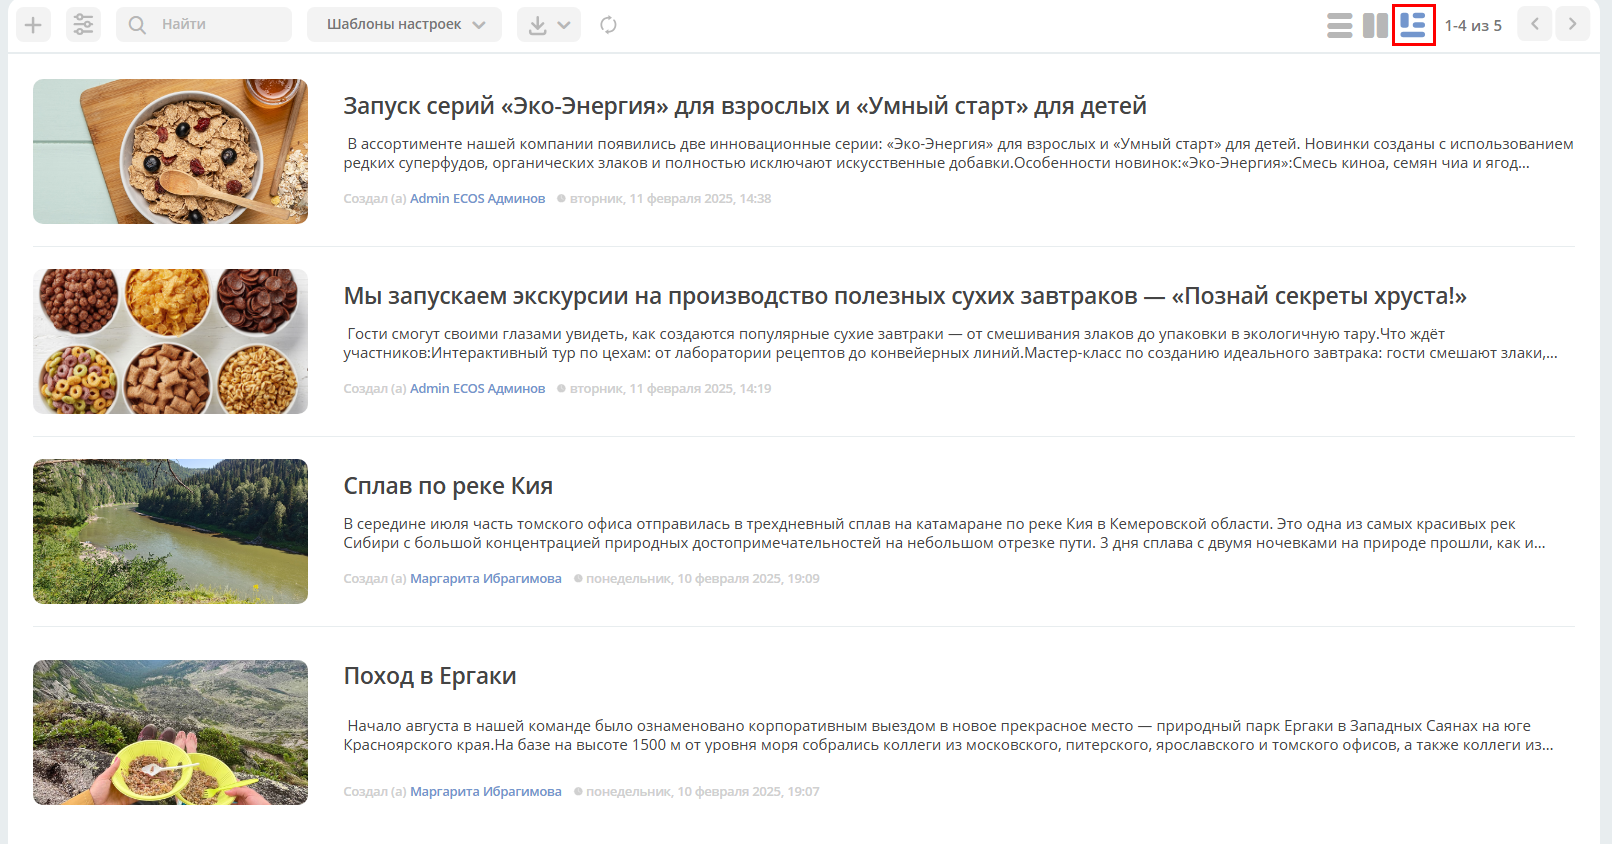 Найти
Шаблоны настроек
1-4 из 5
Запуск серий «Эко-Энергия» для взрослых и «Умный старт» для детей
В ассортименте нашей компании появились две инновационные серии: «Эко-Энергия» для взрослых и «Умный старт» для детей. Новинки созданы с использованием
редких суперфудов, органических злаков и полностью исключают искусственные добавки.Особенности новинок:«Эко-Энергия»:Смесь киноа, семян чиа и ягод...
Создал (а) Admin ECOS Админов вторник, 11 февраля 2025, 14:38
Мы запускаем экскурсии на производство полезных сухих завтраков — «Познай секреты хруста!»
Гости смогут своими глазами увидеть, как создаются популярные сухие завтраки — от смешивания злаков до упаковки в экологичную тару.Что ждёт
участников:Интерактивный тур по цехам: от лаборатории рецептов до конвейерных линий.Мастер-класс по созданию идеального завтрака: гости смешают злаки,...
Создал (а) Admin ECOS Админов вторник, 11 февраля 2025, 14:19
Сплав по реке Кия
В середине июля часть томского офиса отправилась в трехдневный сплав на катамаране по реке Кия в Кемеровской области. Это одна из самых красивых рек
Сибири с большой концентрацией природных достопримечательностей на небольшом отрезке пути. 3 дня сплава с двумя ночевками на природе прошли, как и...
Создал (а) Маргарита Ибрагимова понедельник, 10 февраля 2025, 19:09
Поход в Ергаки
Начало августа в нашей команде было ознаменовано корпоративным выездом в новое прекрасное место — природный парк Ергаки в Западных Саянах на юге
Красноярского края.На базе на высоте 1500 м от уровня моря собрались коллеги из московского, питерского, ярославского и томского офисов, а также коллеги из...
Создал (а) Маргарита Ибрагимова понедельник, 10 февраля 2025, 19:07